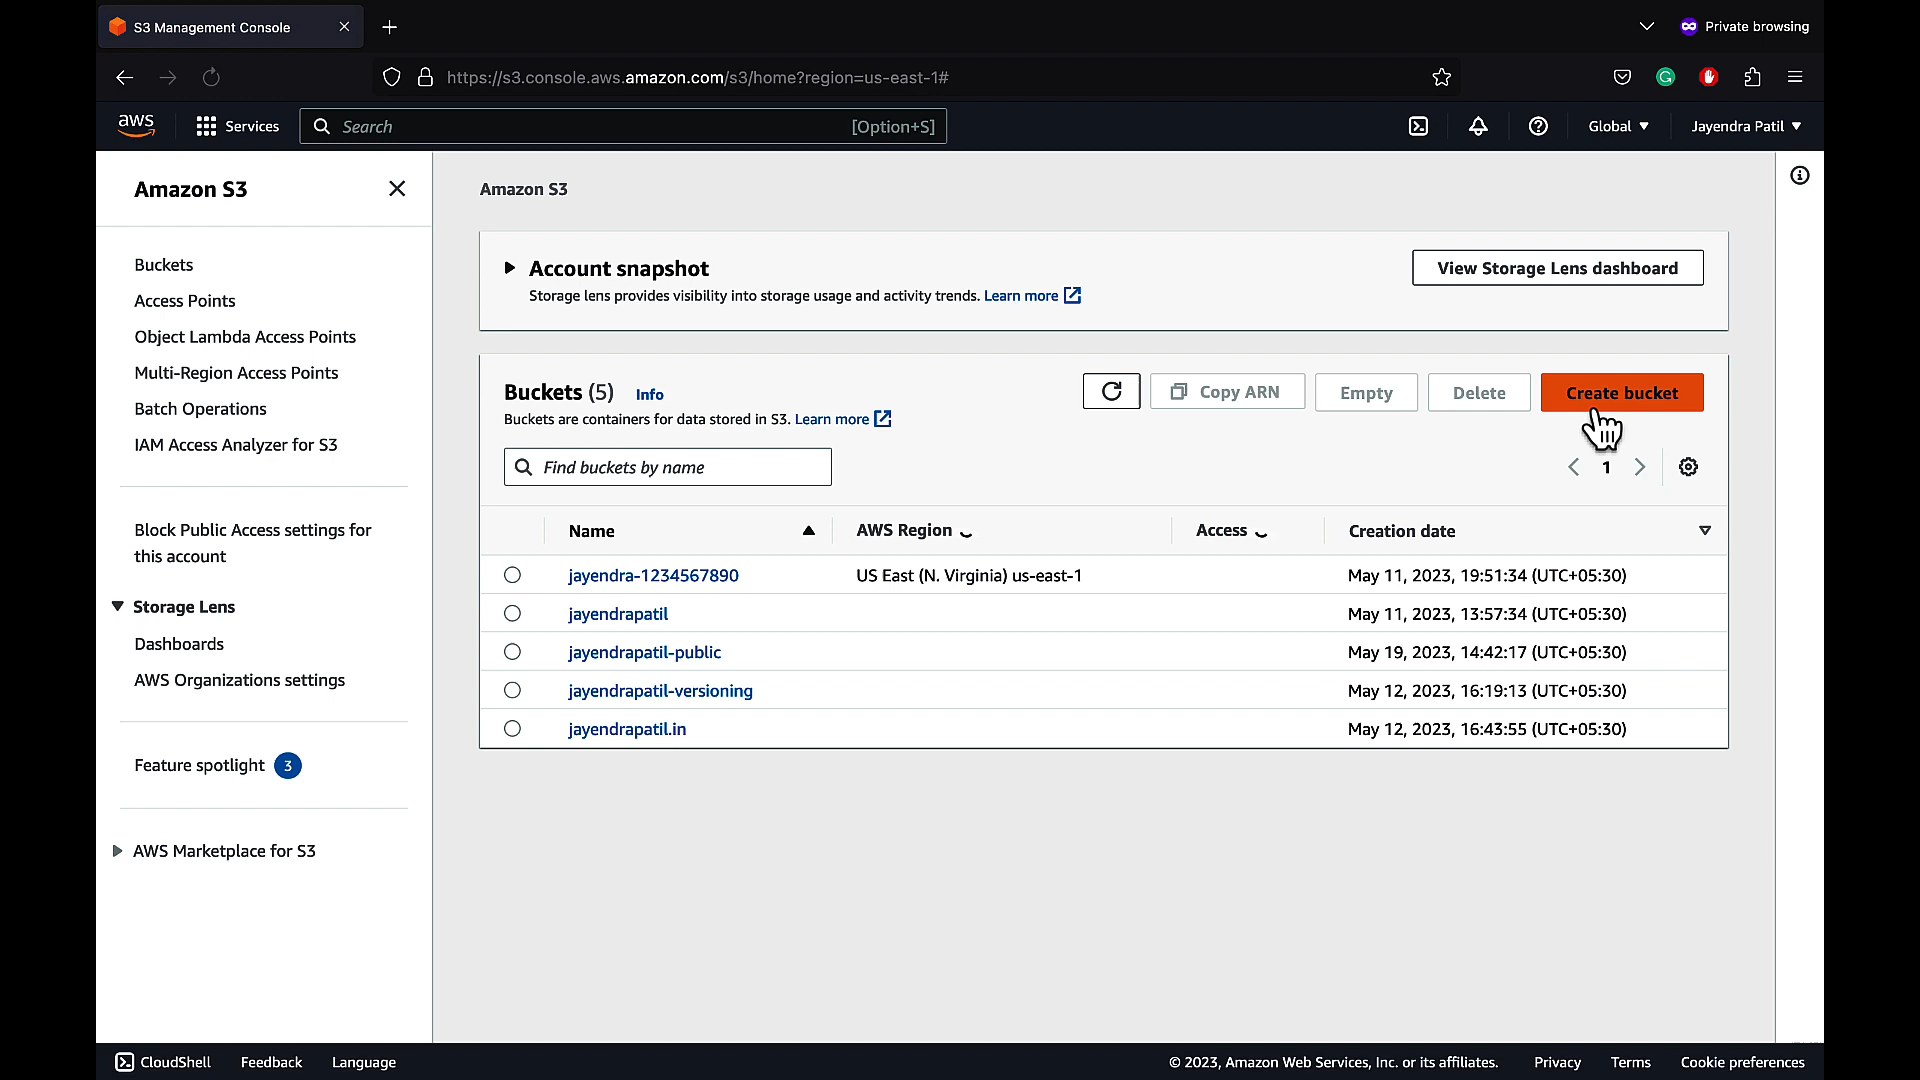 S3 Management Console
Private browsing
https://s3.console.aws.amazon.com/s3/home?region=us-east-1#
aws
Services
Search
[Option+S]
Global
Jayendra Patil
Amazon S3
Buckets
Access Points
Object Lambda Access Points
Multi-Region Access Points
Batch Operations
IAM Access Analyzer for S3
Block Public Access settings for
this account
Storage Lens
Dashboards
AWS Organizations settings
Feature spotlight 3
AWS Marketplace for S3
Amazon S3
Account snapshot
Storage lens provides visibility into storage usage and activity trends. Learn more
View Storage Lens dashboard
Buckets (5) Info
Buckets are containers for data stored in S3. Learn more
Copy ARN
Empty
Delete
Create bucket
Find buckets by name
1
Name AWS Region Access Creation date
jayendra-1234567890 US East (N. Virginia) us-east-1 May 11, 2023, 19:51:34 (UTC+05:30)
jayendrapatil May 11, 2023, 13:57:34 (UTC+05:30)
jayendrapatil-public May 19, 2023, 14:42:17 (UTC+05:30)
jayendrapatil-versioning May 12, 2023, 16:19:13 (UTC+05:30)
jayendrapatil.in May 12, 2023, 16:43:55 (UTC+05:30)
CloudShell Feedback Language © 2023, Amazon Web Services, Inc. or its affiliates. Privacy Terms Cookie preferences